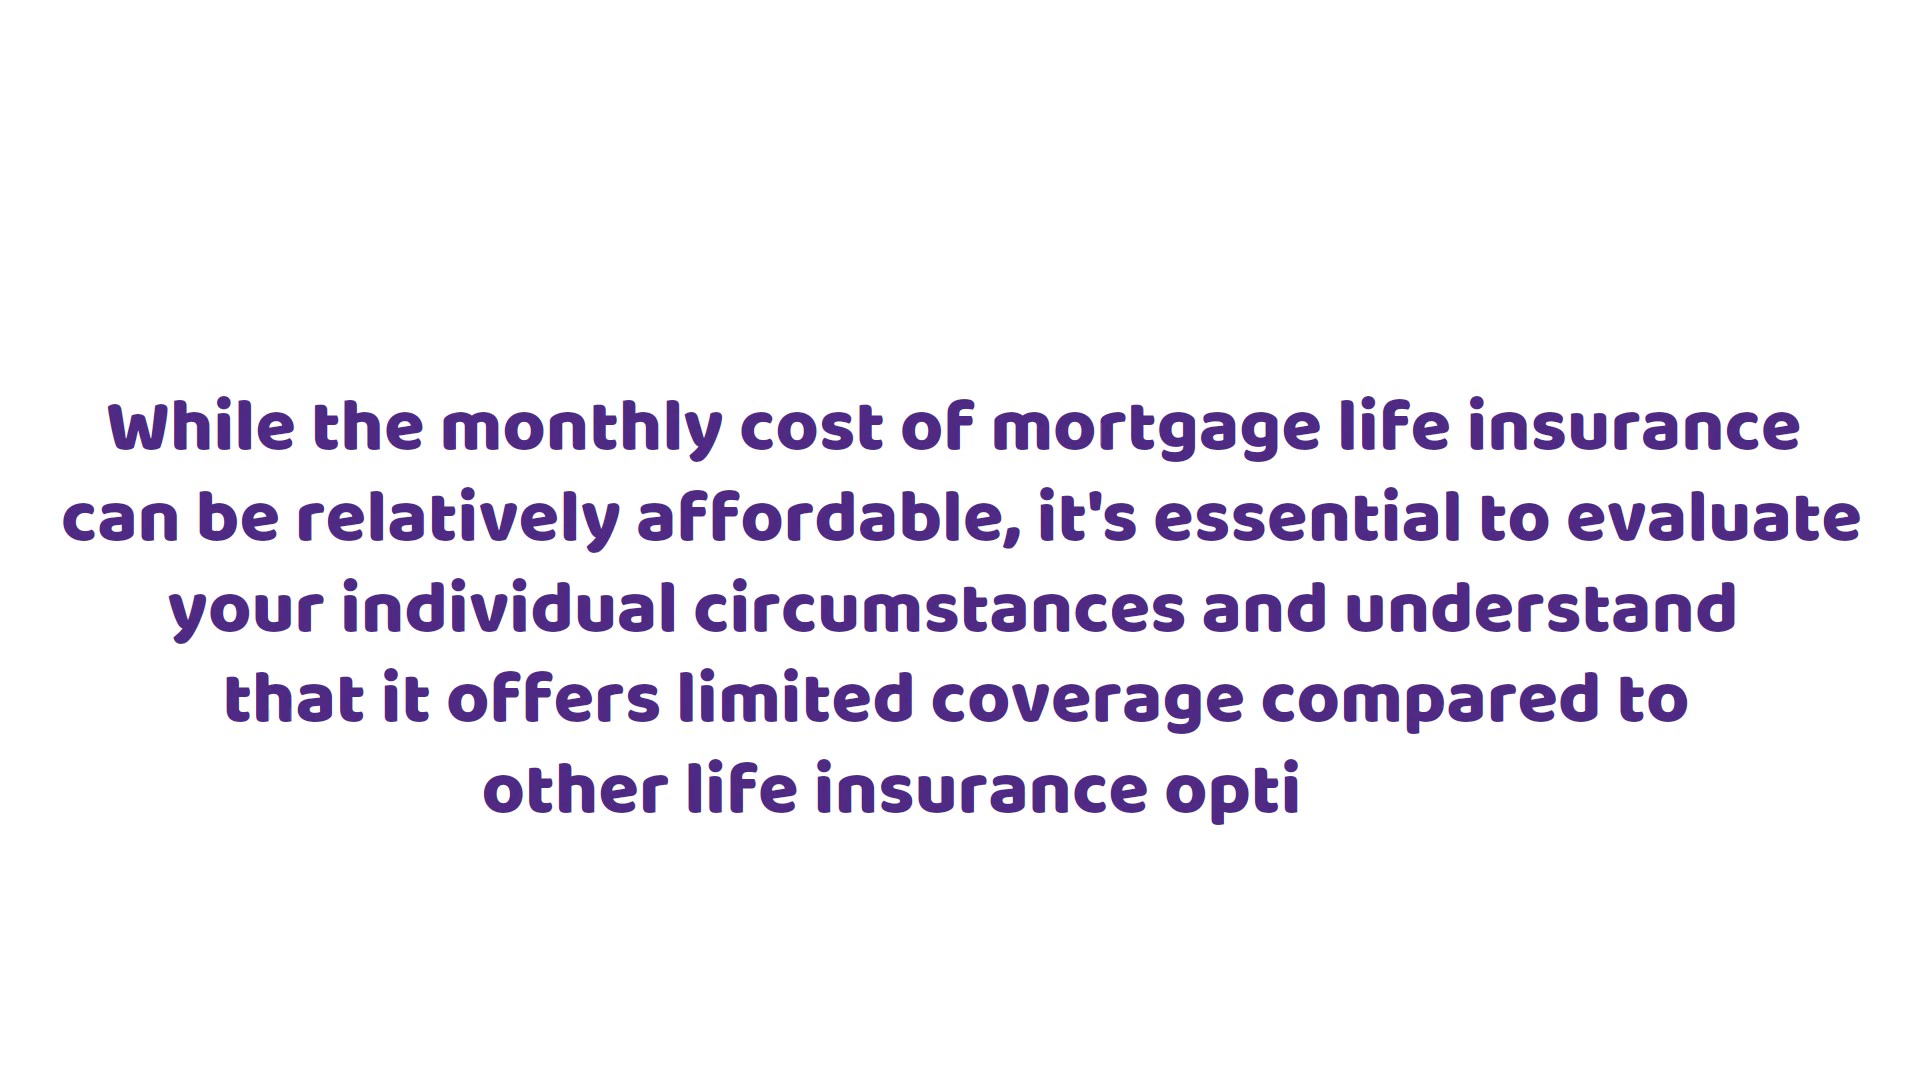 While the monthly cost of mortgage life insurance
can be relatively affordable, it's essential to evaluate
your individual circumstances and understand
that it offers limited coverage compared to
other life insurance opti